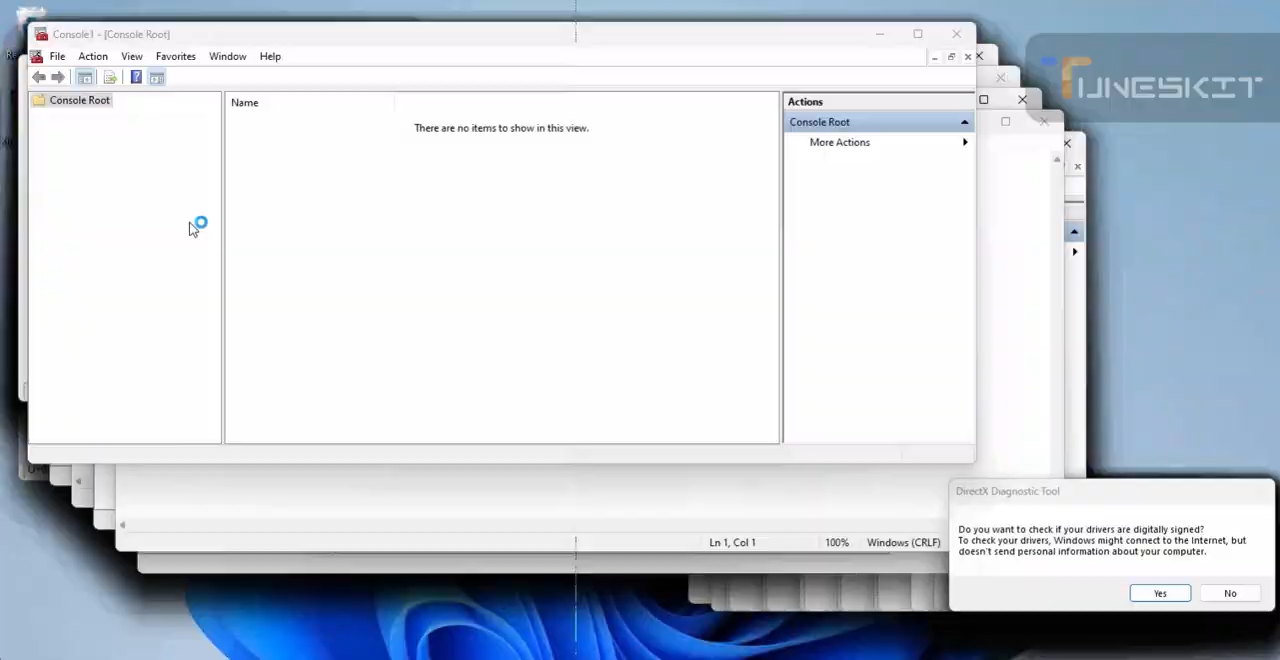 Console1 - [Console Root]
File Action View Favorites Window Help
Console Root
Name
There are no items to show in this view.
Actions
Console Root
More Actions
TUNESKIT
Ln 1, Col 1 100% Windows (CRLF)
DirectX Diagnostic Tool
Do you want to check if your drivers are digitally signed?
To check your drivers, Windows might connect to the Internet, but
doesn't send personal information about your computer.
Yes No